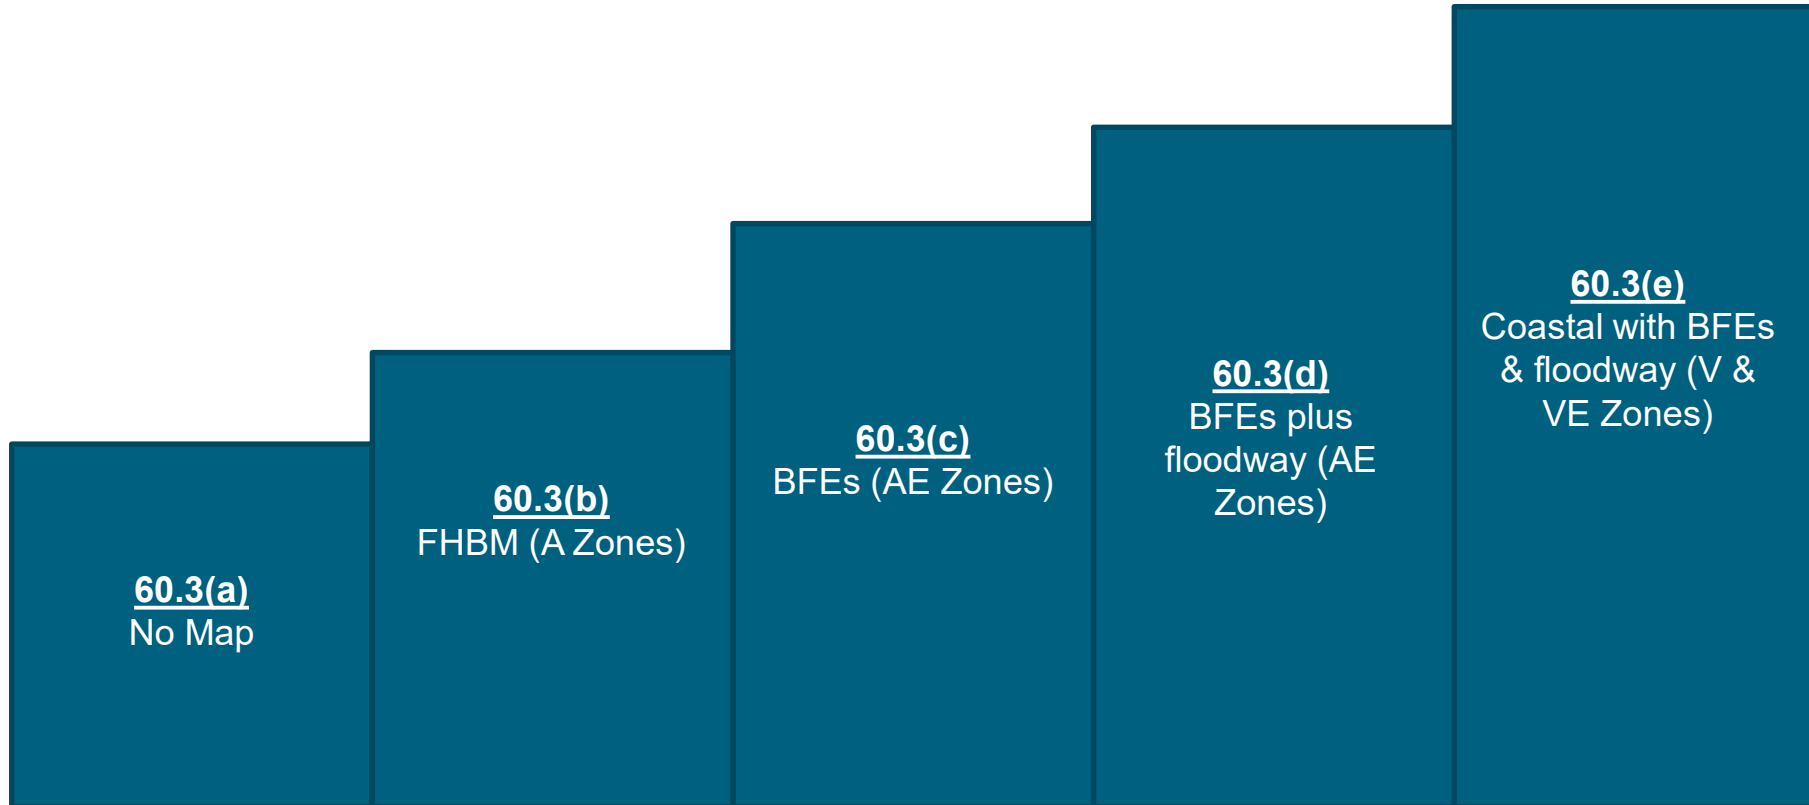 60.3(a)
No Map
60.3(b)
FHBM (A Zones)
60.3(c)
BFEs (AE Zones)
60.3(d)
BFEs plus
floodway (AE
Zones)
60.3(e)
Coastal with BFEs
& floodway (V &
VE Zones)